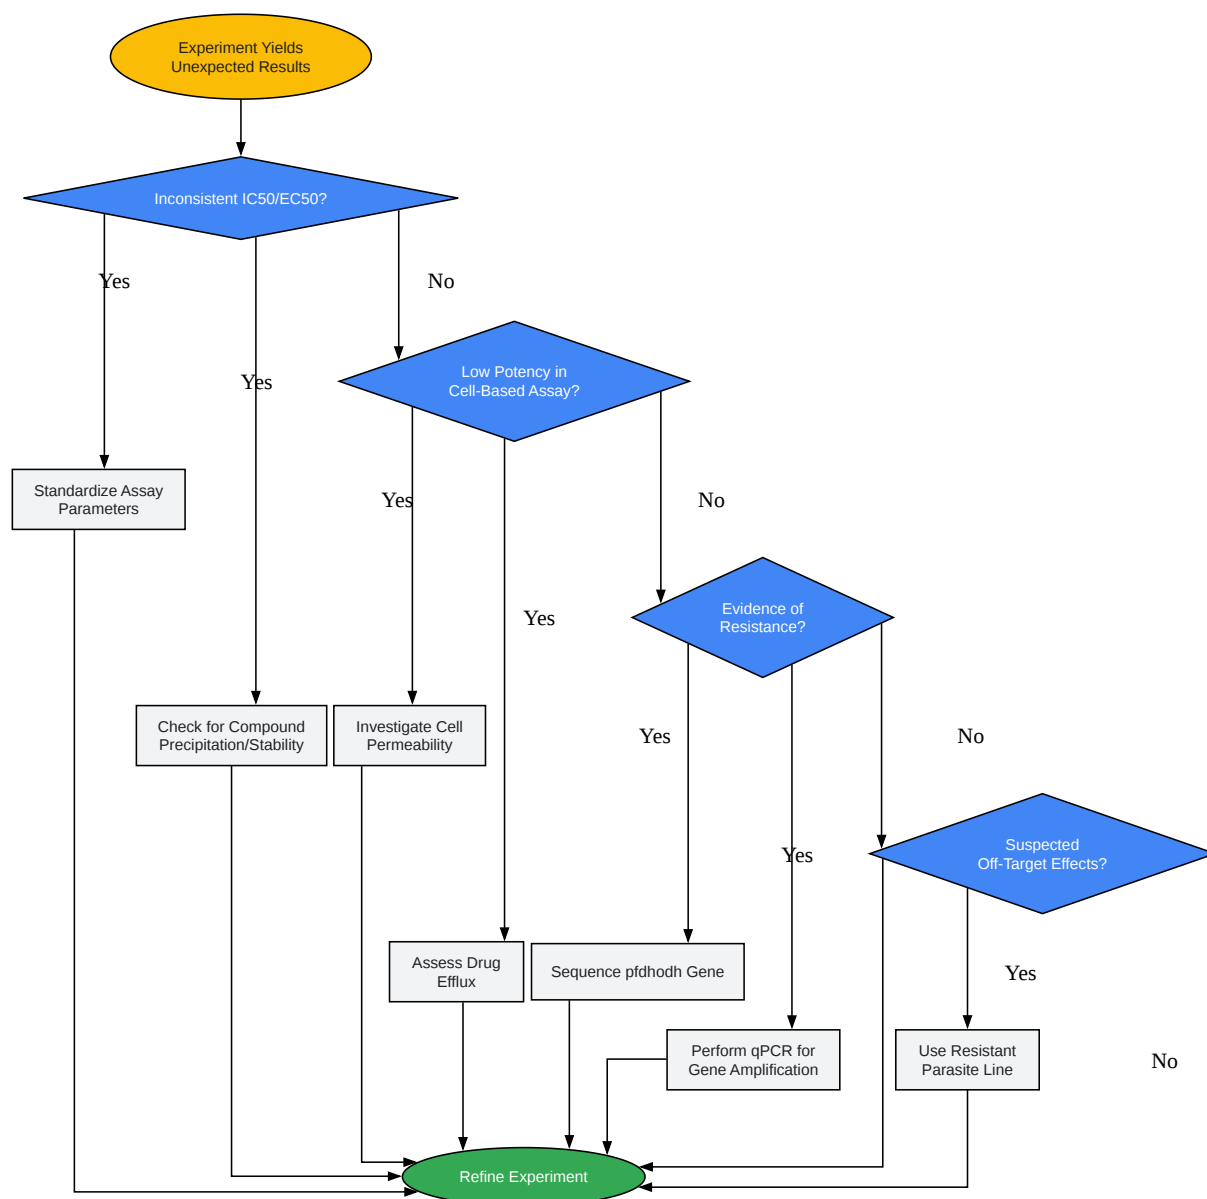 Experiment Yields
Unexpected Results
Inconsistent IC50/EC50?
Yes
No
Yes
Low Potency in
Cell-Based Assay?
Standardize Assay
Parameters
Yes
No
Yes
Evidence of
Resistance?
Check for Compound
Precipitation/Stability
Investigate Cell
Permeability
Yes
No
Yes
Suspected
Off-Target Effects?
Assess Drug
Efflux
Sequence pfdhodh Gene
Yes
Perform qPCR for
Gene Amplification
Use Resistant
Parasite Line
No
Refine Experiment